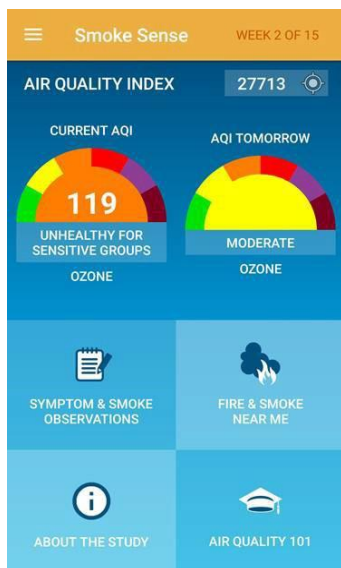 Smoke Sense
WEEK 2 OF 15
AIR QUALITY INDEX
27713
CURRENT AQI
119
UNHEALTHY FOR
SENSITIVE GROUPS
OZONE
AQI TOMORROW
MODERATE
OZONE
SYMPTOM & SMOKE
OBSERVATIONS
FIRE & SMOKE
NEAR ME
ABOUT THE STUDY
AIR QUALITY 101